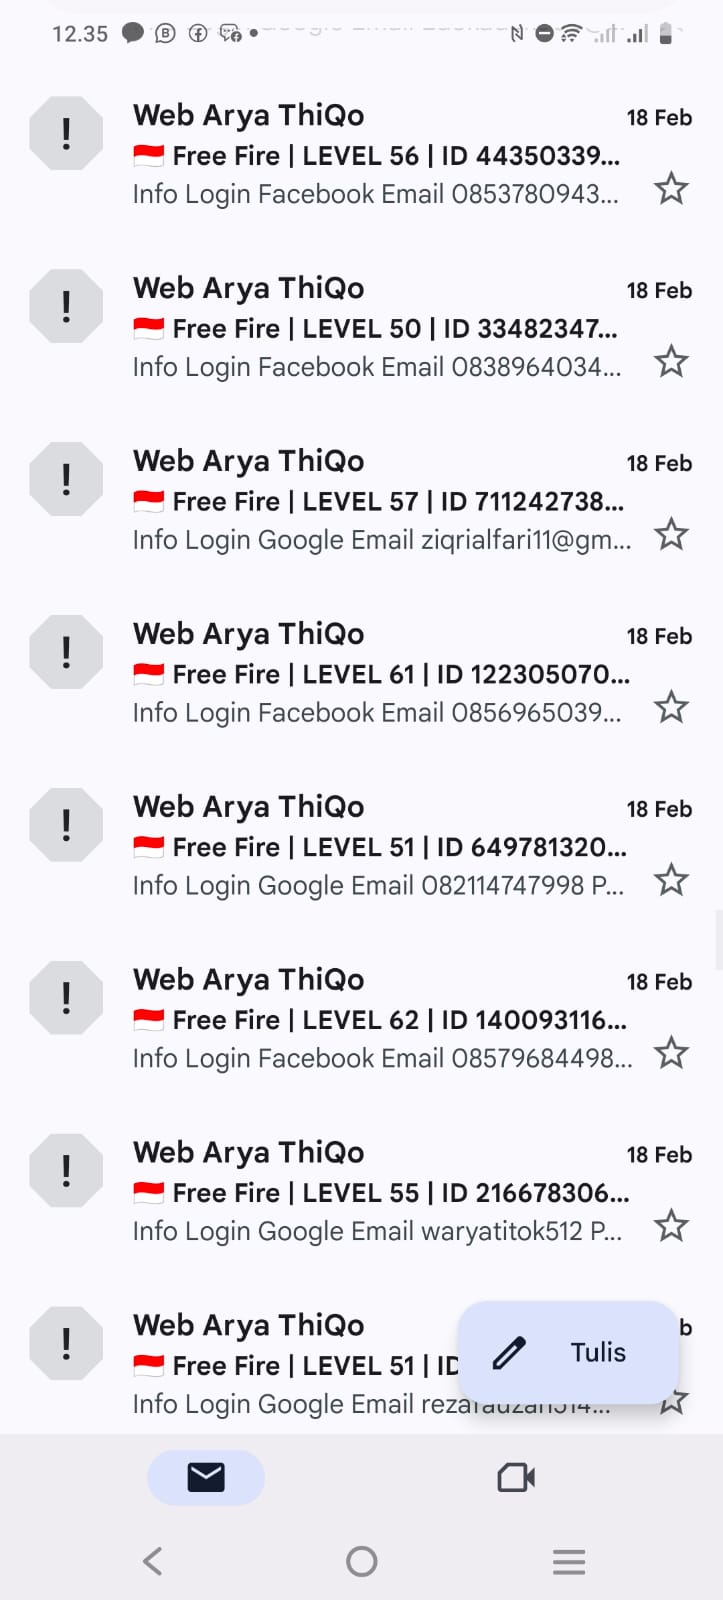 12.35
Web Arya ThiQo
18 Feb
🇮🇩 Free Fire | LEVEL 56 | ID 44350339...
Info Login Facebook Email 0853780943...
Web Arya ThiQo
18 Feb
🇮🇩 Free Fire | LEVEL 50 | ID 33482347...
Info Login Facebook Email 0838964034...
Web Arya ThiQo
18 Feb
🇮🇩 Free Fire | LEVEL 57 | ID 711242738...
Info Login Google Email ziqrialfari11@gm...
Web Arya ThiQo
18 Feb
🇮🇩 Free Fire | LEVEL 61 | ID 122305070...
Info Login Facebook Email 0856965039...
Web Arya ThiQo
18 Feb
🇮🇩 Free Fire | LEVEL 51 | ID 649781320...
Info Login Google Email 082114747998 P...
Web Arya ThiQo
18 Feb
🇮🇩 Free Fire | LEVEL 62 | ID 140093116...
Info Login Facebook Email 08579684498...
Web Arya ThiQo
18 Feb
🇮🇩 Free Fire | LEVEL 55 | ID 216678306...
Info Login Google Email waryatitok512 P...
Web Arya ThiQo
🇮🇩 Free Fire | LEVEL 51 | ID
Info Login Google Email
Tulis